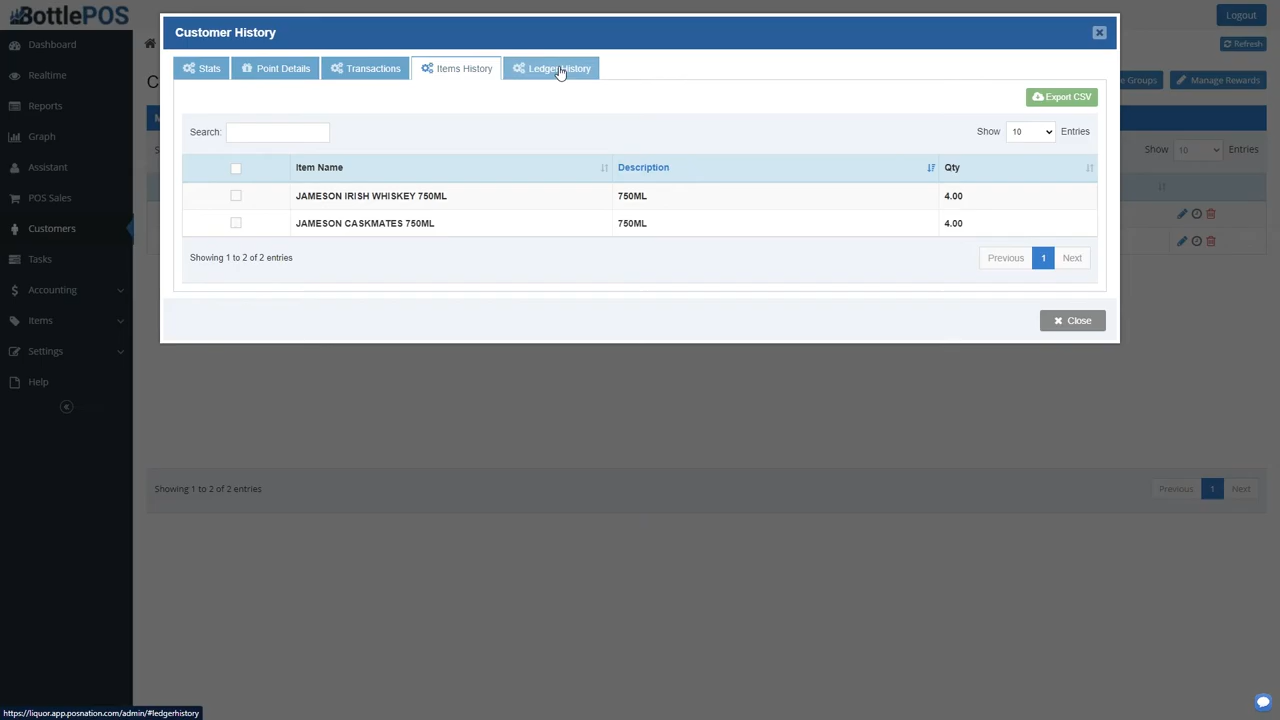 BottlePOS
Logout
Customer History
Dashboard
Refresh
Stats
Point Details
Transactions
Items History
Ledger History
Realtime
C
Groups
Manage Rewards
Export CSV
Reports
M
Search:
Show 10 Entries
Graph
S
Show 10 Entries
Assistant
Item Name
Description
Qty
POS Sales
JAMESON IRISH WHISKEY 750ML
750ML
4.00
Customers
JAMESON CASKMATES 750ML
750ML
4.00
Tasks
Showing 1 to 2 of 2 entries
Previous 1 Next
Accounting
Items
Close
Settings
Help
Showing 1 to 2 of 2 entries
Previous 1 Next
https://liquor.app.posnation.com/admin/#ledgerhistory